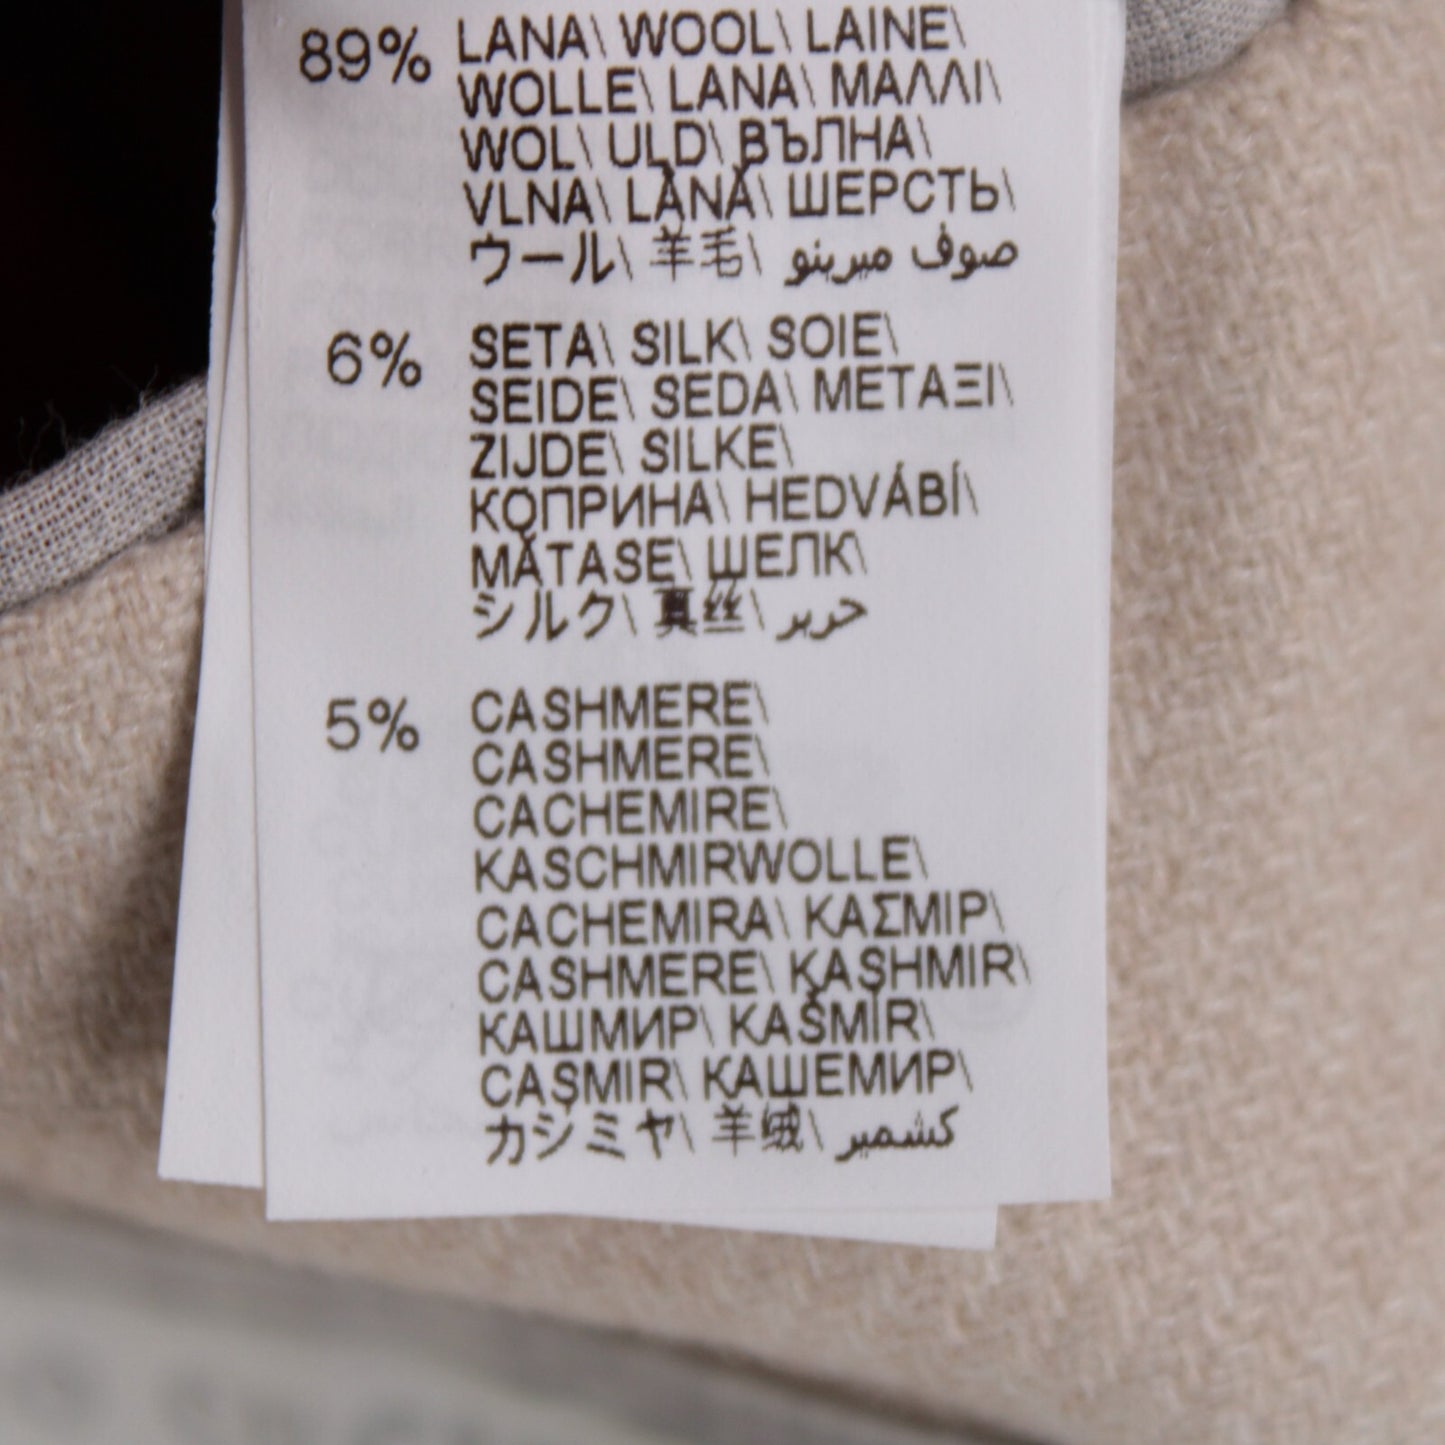 89% LANA\ WOOL\ LAINE\
WOLLE\ LANA\ ΜΑΛΛΙ\
WOL\ ULD\ ВЪЛНА\
VLNA\ LÂNĂ\ ШЕРСТЬ\
ウール\ 羊毛\ صوف ميرينو
6% SETA\ SILK\ SOIE\
SEIDE\ SEDA\ ΜΕΤΑΞΙ\
ZIJDE\ SILKE\
КОПРИНА\ HEDVÁBÍ\
MĂTASE\ ШЕЛК\
シルク\ 真丝\ حرير
5% CASHMERE\
CASHMERE\
CACHEMIRE\
KASCHMIRWOLLE\
CACHEMIRA\ ΚΑΣΜΙΡ\
CASHMERE\ KASHMIR\
КАШМИР\ KAŠMÍR\
CAŞMIR\ КАШЕМИР\
カシミヤ\ 羊绒\ كشمير